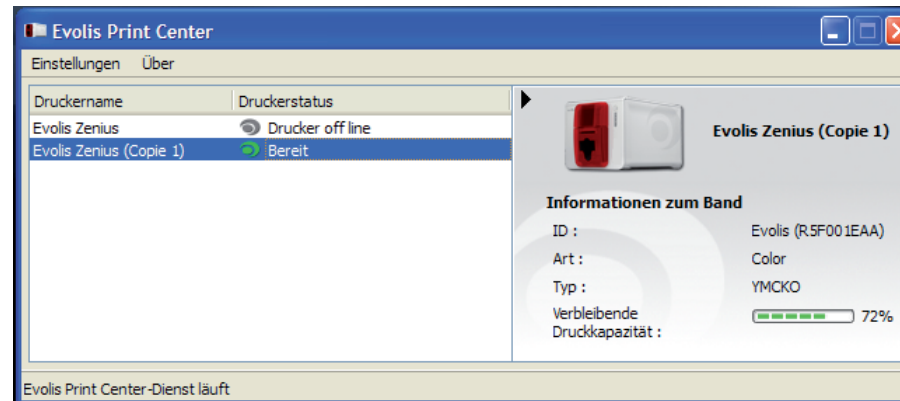 Evolis Print Center
Einstellungen Über
Druckername Druckerstatus
Evolis Zenius Drucker off line
Evolis Zenius (Copie 1) Bereit
Evolis Zenius (Copie 1)
Informationen zum Band
ID : Evolis (R5F001EAA)
Art : Color
Typ : YMCKO
Verbleibende
Druckkapazität : 72%
Evolis Print Center-Dienst läuft